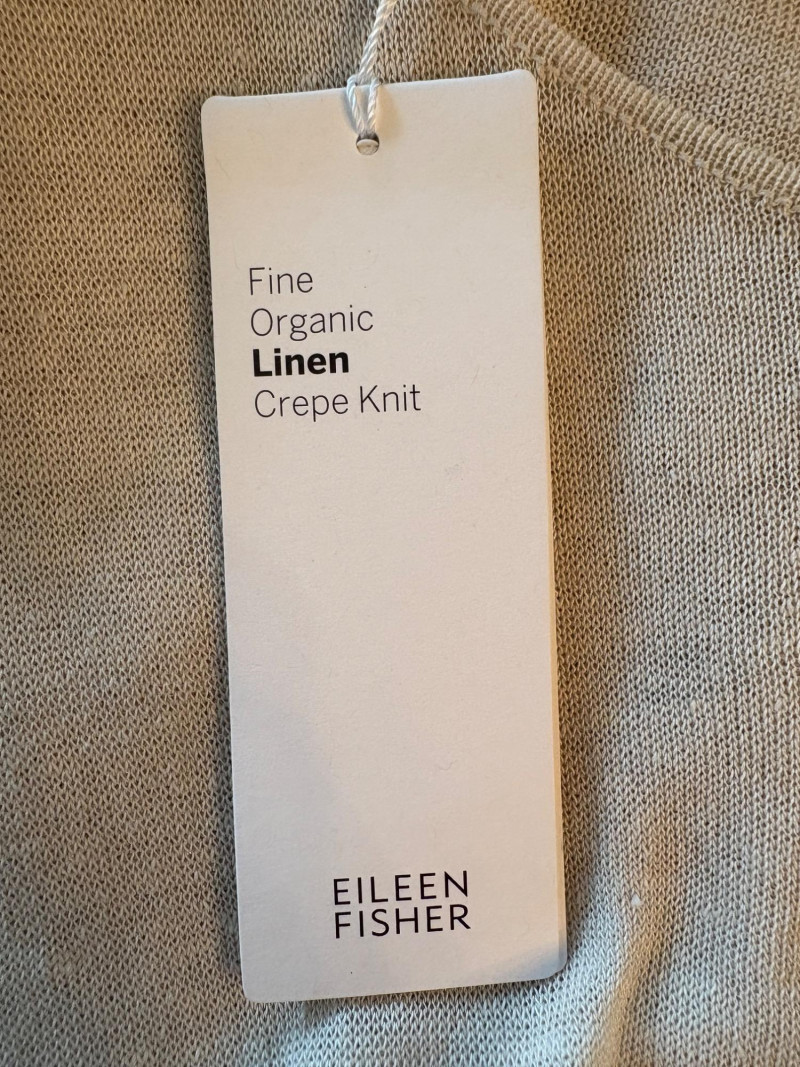 Fine
Organic
Linen
Crepe Knit
EILEEN
FISHER